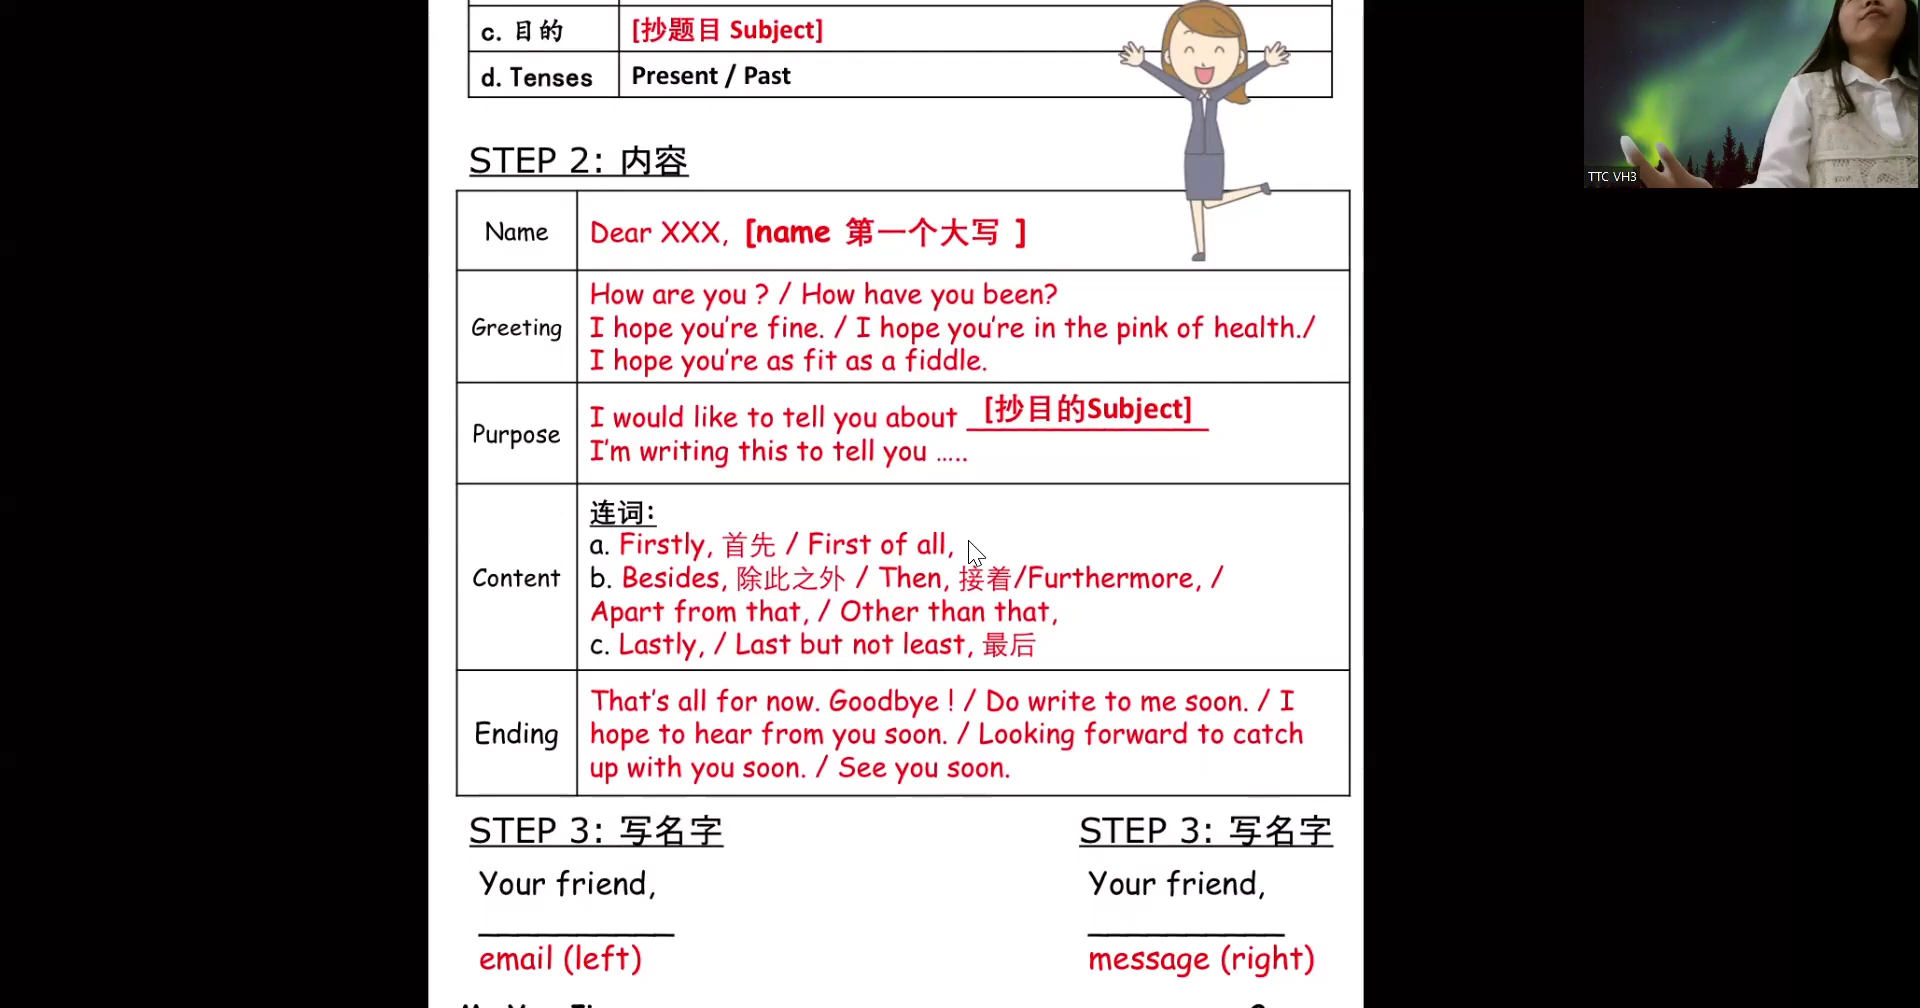 c. 目的 [抄题目 Subject]
d. Tenses Present / Past
TTC VH3
STEP 2: 内容
Name Dear XXX, [name 第一个大写 ]
Greeting
How are you ? / How have you been?
I hope you're fine. / I hope you're in the pink of health./
I hope you're as fit as a fiddle.
Purpose
I would like to tell you about [抄目的Subject]
I'm writing this to tell you .....
Content
连词:
a. Firstly, 首先 / First of all,
b. Besides, 除此之外 / Then, 接着/Furthermore, /
Apart from that, / Other than that,
c. Lastly, / Last but not least, 最后
Ending
That's all for now. Goodbye ! / Do write to me soon. / I
hope to hear from you soon. / Looking forward to catch
up with you soon. / See you soon.
STEP 3: 写名字
Your friend,
email (left)
STEP 3: 写名字
Your friend,
message (right)